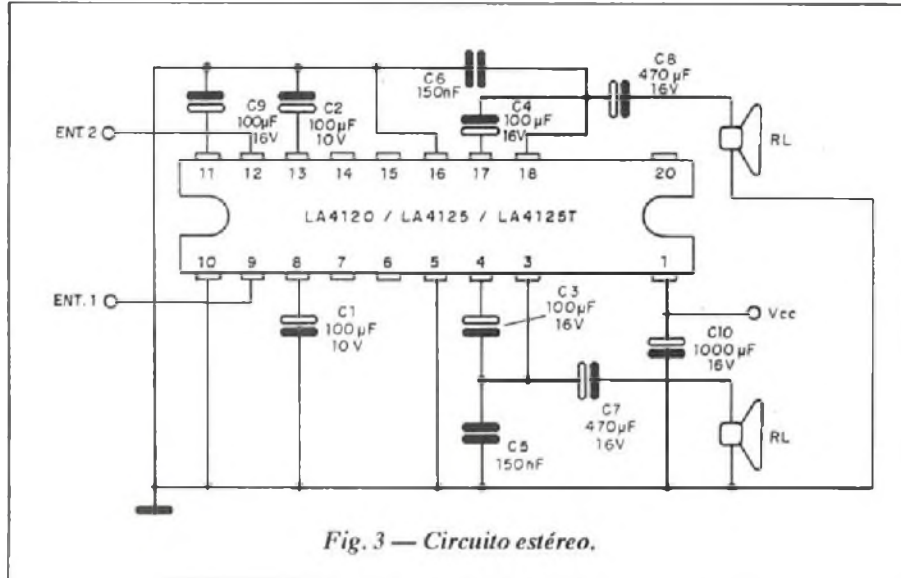 C6
150nF
C8
470µF
16V
C9
100µF
16V
C2
100µF
10V
C4
100µF
16V
ENT.2
RL
11 12 13 14 15 16 17 18 20
LA4120 / LA4125 / LA4125T
10 9 8 7 6 5 4 3 1
ENT.1
C1
100µF
10V
C3
100µF
16V
Vcc
C10
1000µF
16V
C7
470µF
16V
C5
150nF
RL
Fig. 3 — Circuito estéreo.